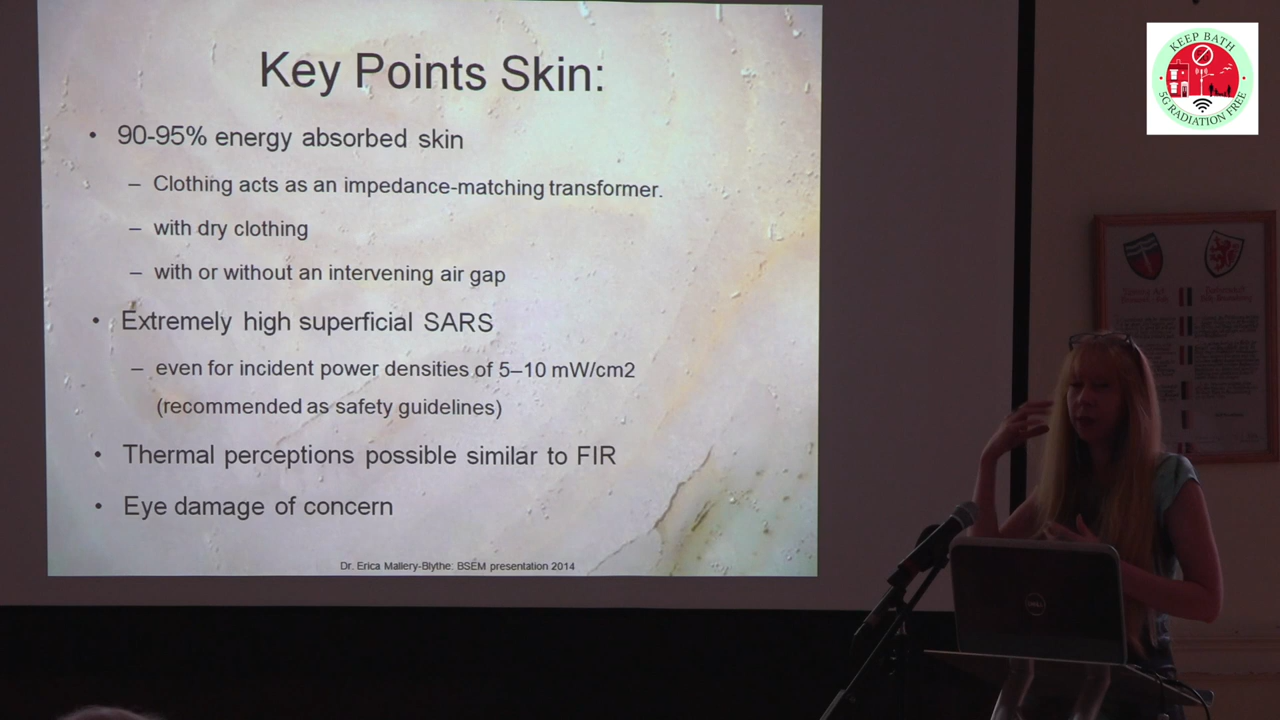 Key Points Skin:
• 90-95% energy absorbed skin
– Clothing acts as an impedance-matching transformer.
– with dry clothing
– with or without an intervening air gap
• Extremely high superficial SARS
– even for incident power densities of 5–10 mW/cm2
(recommended as safety guidelines)
• Thermal perceptions possible similar to FIR
• Eye damage of concern
Dr. Erica Mallery-Blythe: BSEM presentation 2014
KEEP BATH
5G RADIATION FREE
DELL